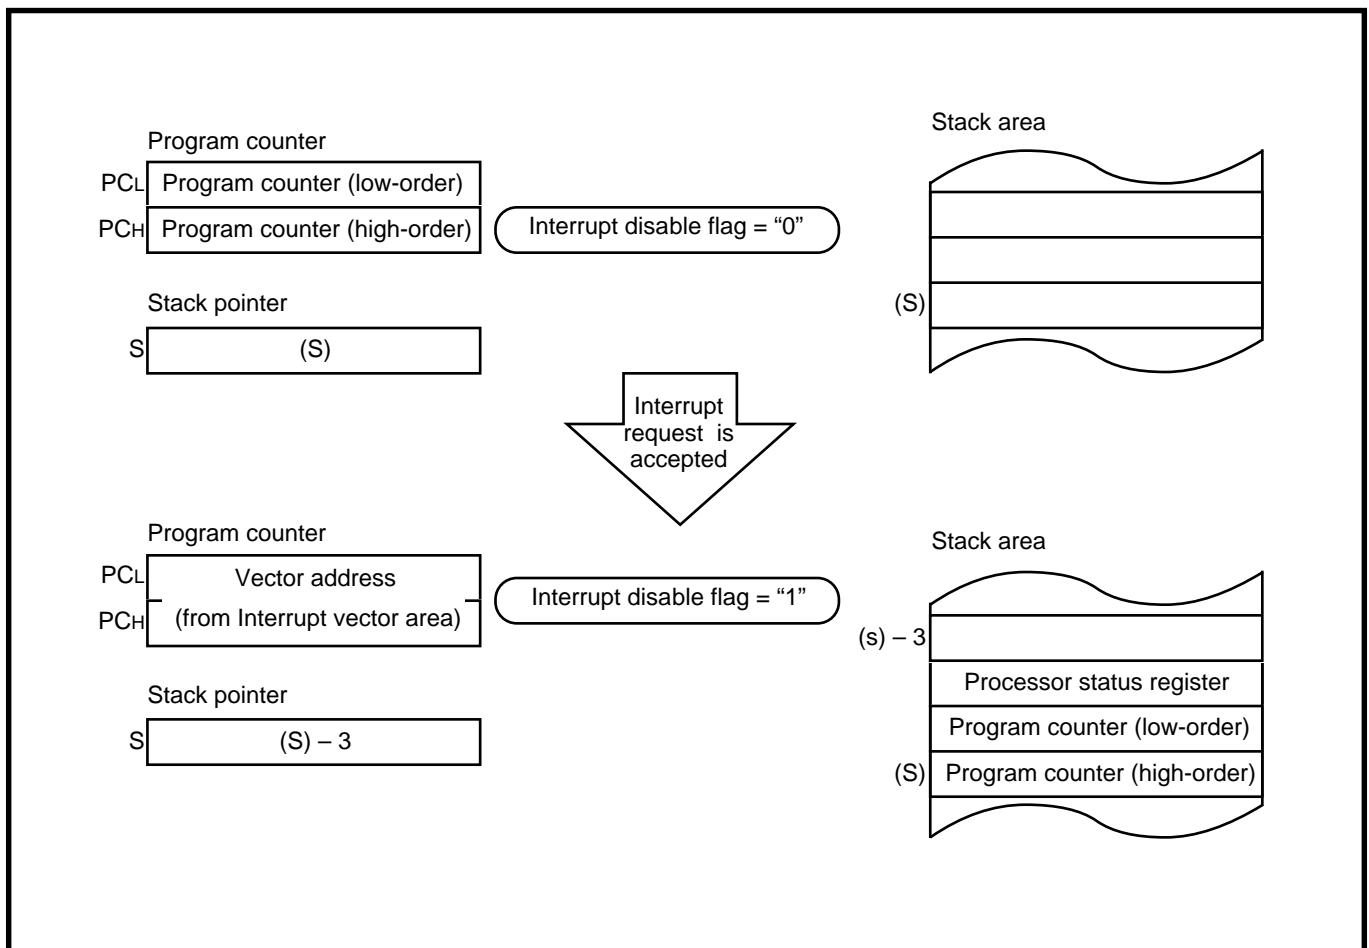 Program counter
PCL Program counter (low-order)
PCH Program counter (high-order)
Interrupt disable flag = “0”
Stack pointer
S (S)
Stack area
(S)
Interrupt
request is
accepted
Program counter
PCL Vector address
PCH (from Interrupt vector area)
Interrupt disable flag = “1”
Stack pointer
S (S) – 3
Stack area
(s) – 3
Processor status register
Program counter (low-order)
(S) Program counter (high-order)